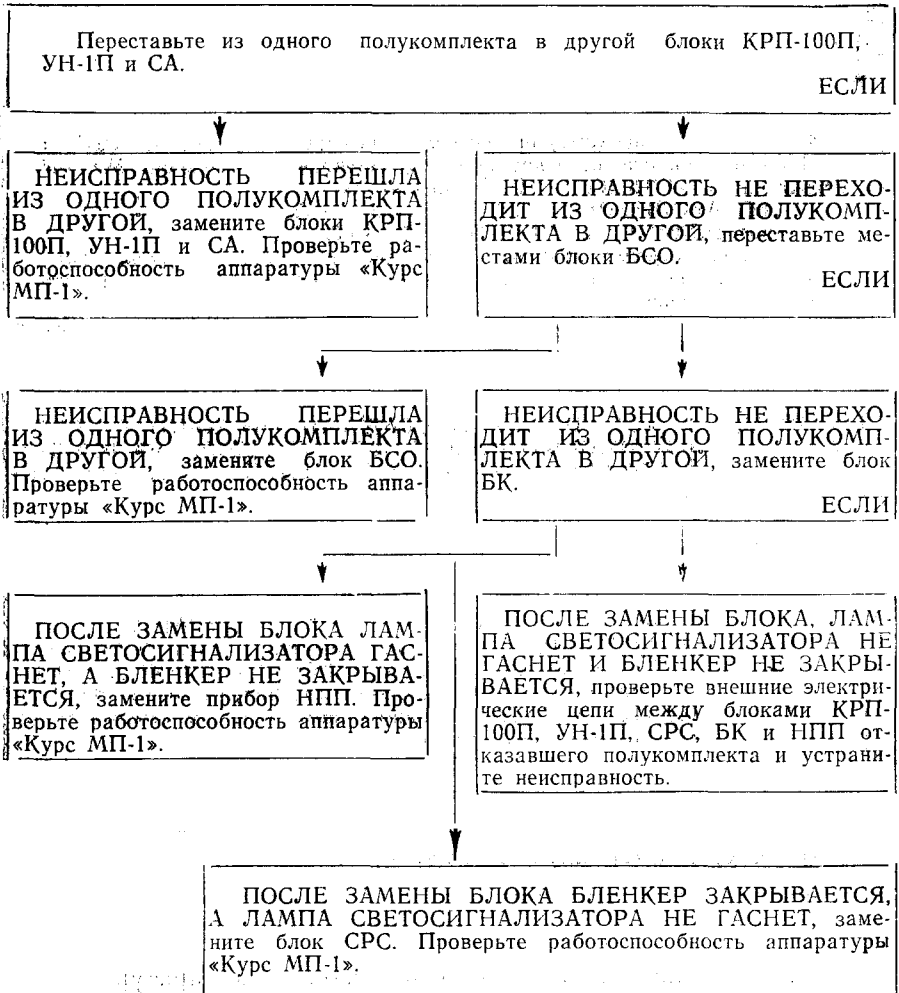 Переставьте из одного полукомплекта в другой блоки КРП-100П,
УН-1П и СА.
ЕСЛИ
НЕИСПРАВНОСТЬ ПЕРЕШЛА
ИЗ ОДНОГО ПОЛУКОМПЛЕКТА
В ДРУГОЙ, замените блоки КРП-
100П, УН-1П и СА. Проверьте ра-
ботоспособность аппаратуры «Курс
МП-1».
НЕИСПРАВНОСТЬ НЕ ПЕРЕХО-
ДИТ ИЗ ОДНОГО ПОЛУКОМП-
ЛЕКТА В ДРУГОЙ, переставьте ме-
стами блоки БСО.
ЕСЛИ
НЕИСПРАВНОСТЬ ПЕРЕШЛА
ИЗ ОДНОГО ПОЛУКОМПЛЕКТА
В ДРУГОЙ, замените блок БСО.
Проверьте работоспособность аппа-
ратуры «Курс МП-1».
НЕИСПРАВНОСТЬ НЕ ПЕРЕХО-
ДИТ ИЗ ОДНОГО ПОЛУКОМП-
ЛЕКТА В ДРУГОЙ, замените блок
БК.
ЕСЛИ
ПОСЛЕ ЗАМЕНЫ БЛОКА ЛАМ-
ПА СВЕТОСИГНАЛИЗАТОРА ГАС-
НЕТ, А БЛЕНКЕР НЕ ЗАКРЫВА-
ЕТСЯ, замените прибор НПП. Про-
верьте работоспособность аппаратуры
«Курс МП-1».
ПОСЛЕ ЗАМЕНЫ БЛОКА, ЛАМ-
ПА СВЕТОСИГНАЛИЗАТОРА НЕ
ГАСНЕТ И БЛЕНКЕР НЕ ЗАКРЫ-
ВАЕТСЯ, проверьте внешние электри-
ческие цепи между блоками КРП-
100П, УН-1П, СРС, БК и НПП от-
казавшего полукомплекта и устрани-
те неисправность.
ПОСЛЕ ЗАМЕНЫ БЛОКА БЛЕНКЕР ЗАКРЫВАЕТСЯ,
А ЛАМПА СВЕТОСИГНАЛИЗАТОРА НЕ ГАСНЕТ, заме-
ните блок СРС. Проверьте работоспособность аппаратуры
«Курс МП-1».